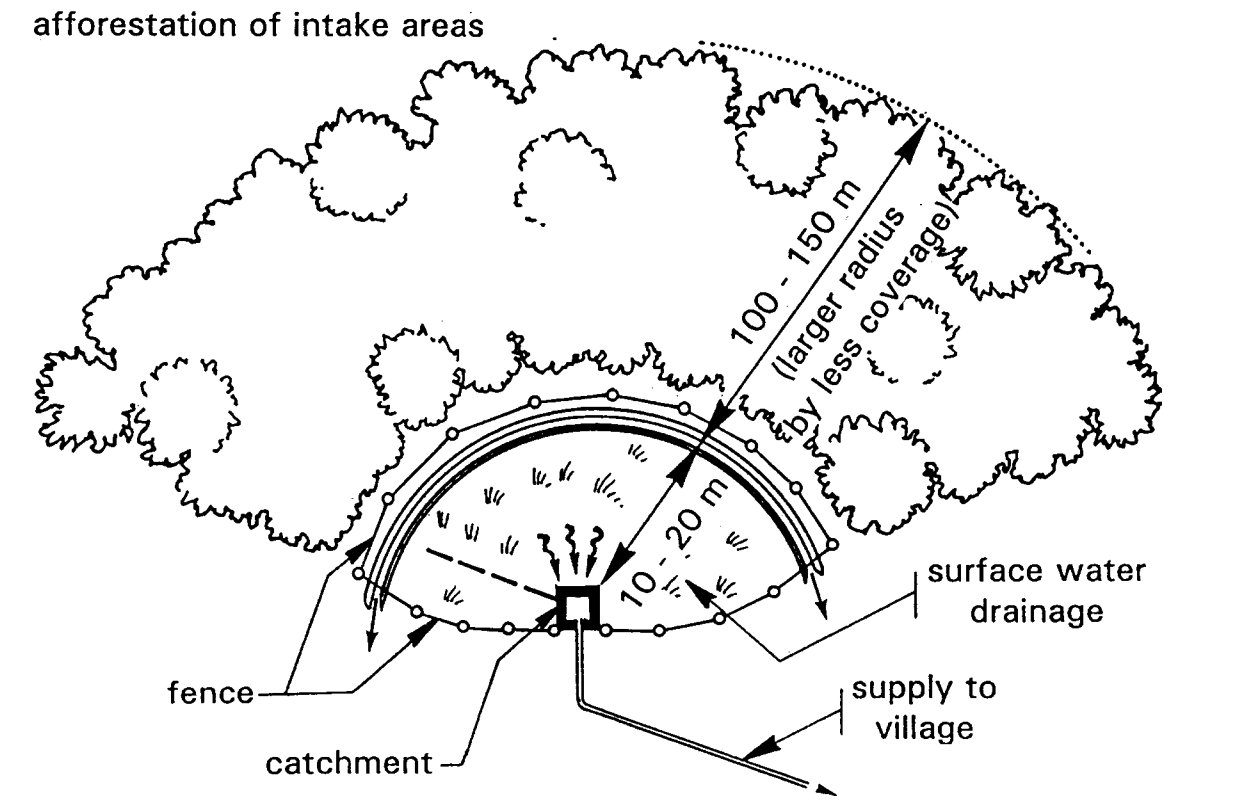 afforestation of intake areas
100 - 150 m
(larger radius
by less coverage)
10 - 20 m
surface water
drainage
fence
supply to
village
catchment